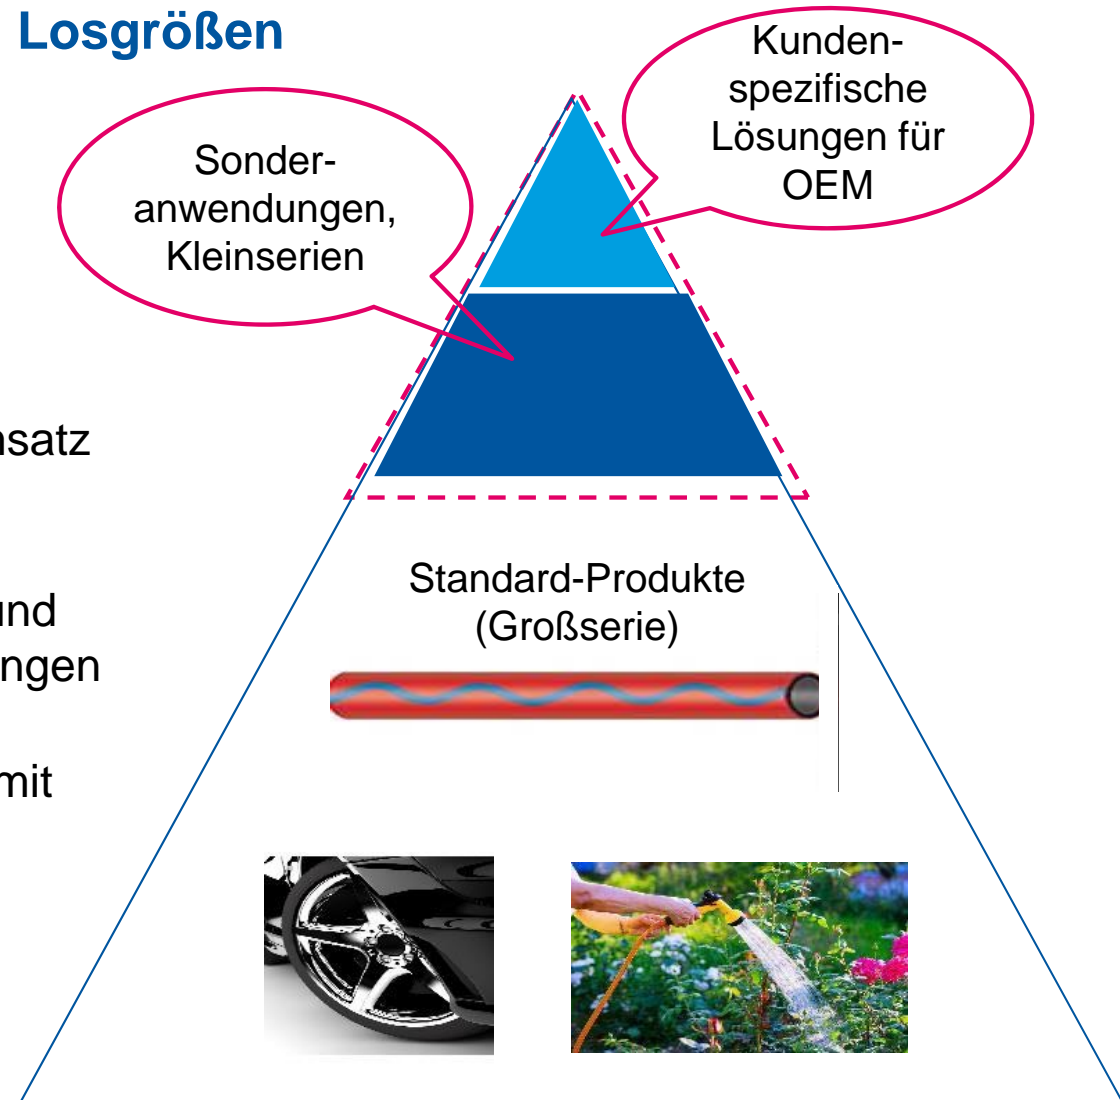 Losgrößen
Kunden-
spezifische
Lösungen für
OEM
Sonder-
anwendungen,
Kleinserien
nsatz
und
ngen
mit
Standard-Produkte
(Großserie)